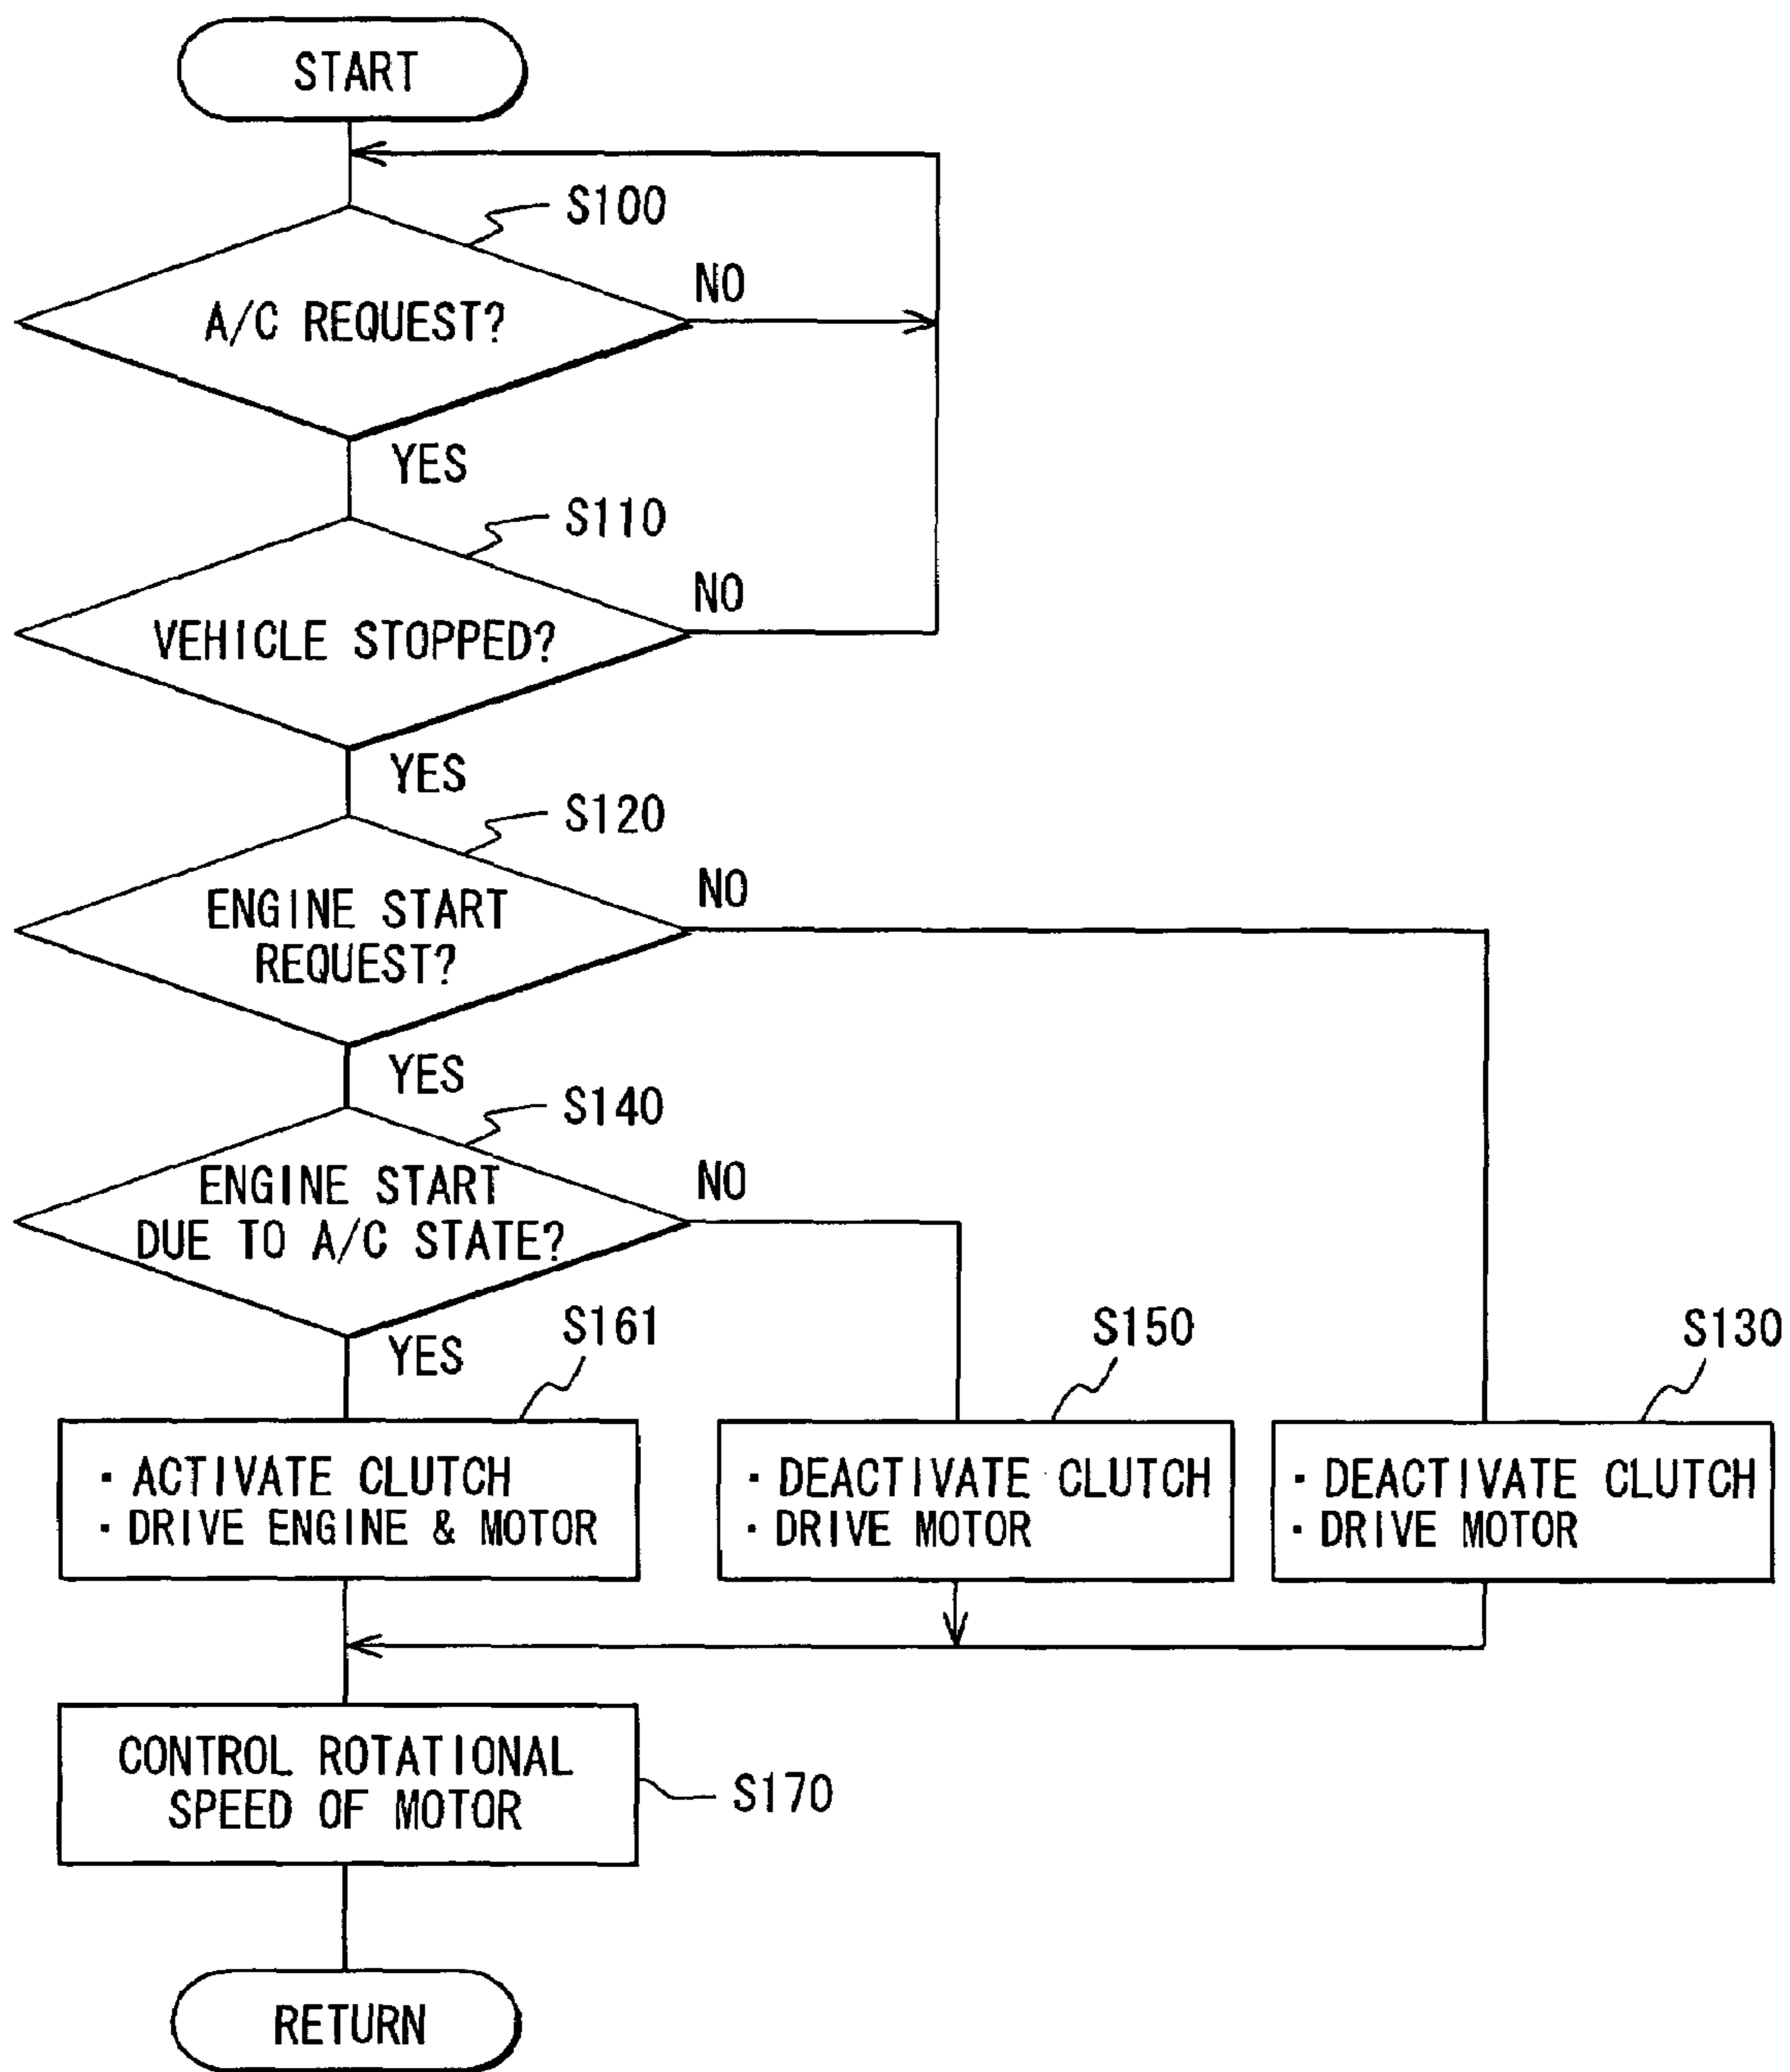 START
S100
A/C REQUEST?
NO
YES
S110
VEHICLE STOPPED?
NO
YES
S120
ENGINE START
REQUEST?
NO
YES
S140
ENGINE START
DUE TO A/C STATE?
NO
YES
S161
· ACTIVATE CLUTCH
· DRIVE ENGINE & MOTOR
S150
· DEACTIVATE CLUTCH
· DRIVE MOTOR
S130
· DEACTIVATE CLUTCH
· DRIVE MOTOR
CONTROL ROTATIONAL
SPEED OF MOTOR
S170
RETURN